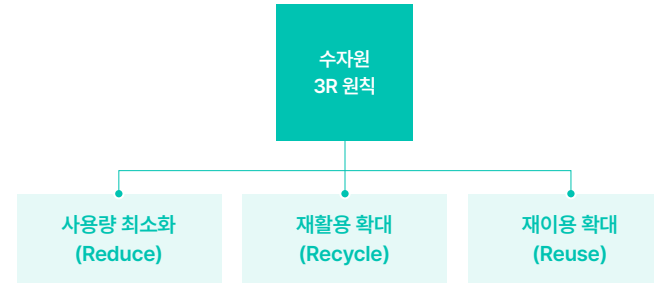 수자원
3R 원칙
사용량 최소화
(Reduce)
재활용 확대
(Recycle)
재이용 확대
(Reuse)